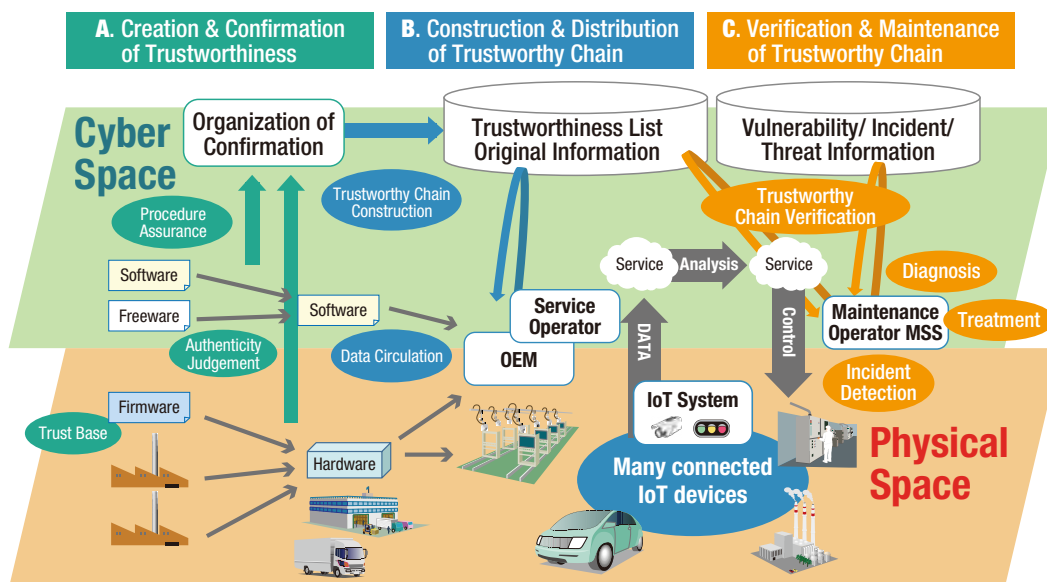 A. Creation & Confirmation
of Trustworthiness
B. Construction & Distribution
of Trustworthy Chain
C. Verification & Maintenance
of Trustworthy Chain
Cyber
Space
Organization of
Confirmation
Trustworthiness List
Original Information
Vulnerability/ Incident/
Threat Information
Procedure
Assurance
Trustworthy Chain
Construction
Trustworthy
Chain Verification
Software
Freeware
Software
Authenticity
Judgement
Data Circulation
Service
Operator
OEM
Service
Analysis
Service
DATA
Control
Diagnosis
Maintenance
Operator MSS
Treatment
Incident
Detection
Firmware
Trust Base
Hardware
IoT System
Many connected
IoT devices
Physical
Space